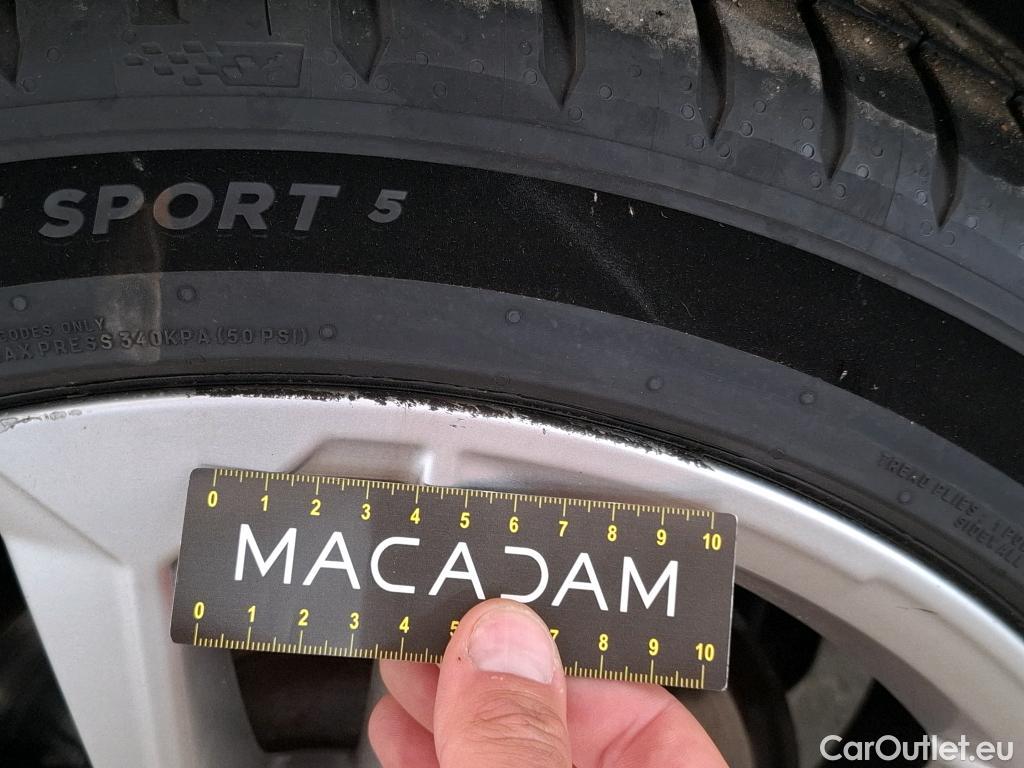 SPORT 5
CODES ONLY
MAX PRESS 340KPA (50 PSI)
TREAD PLIES: 1
SIDEWALL
0 1 2 3 4 5 6 7 8 9 10
MACADAM
0 1 2 3 4 5 7 8 9 10
CarOutlet.eu